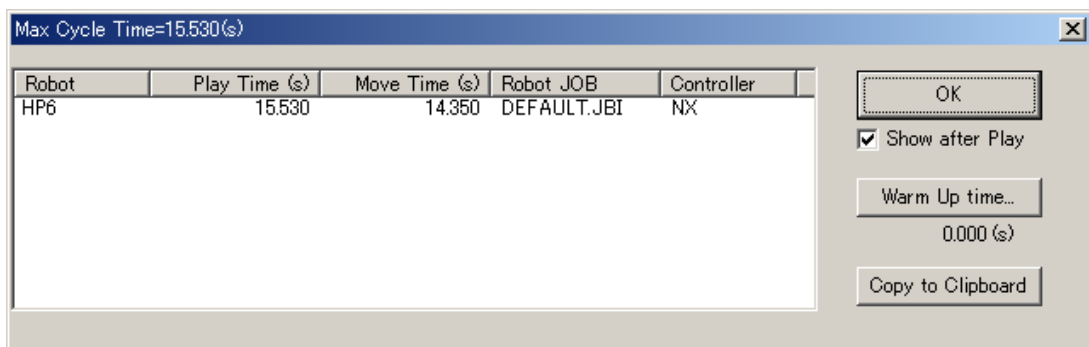 Max Cycle Time=15.530(s)
Robot Play Time (s) Move Time (s) Robot JOB Controller
HP6 15.530 14.350 DEFAULT.JBI NX
OK
Show after Play
Warm Up time...
0.000 (s)
Copy to Clipboard